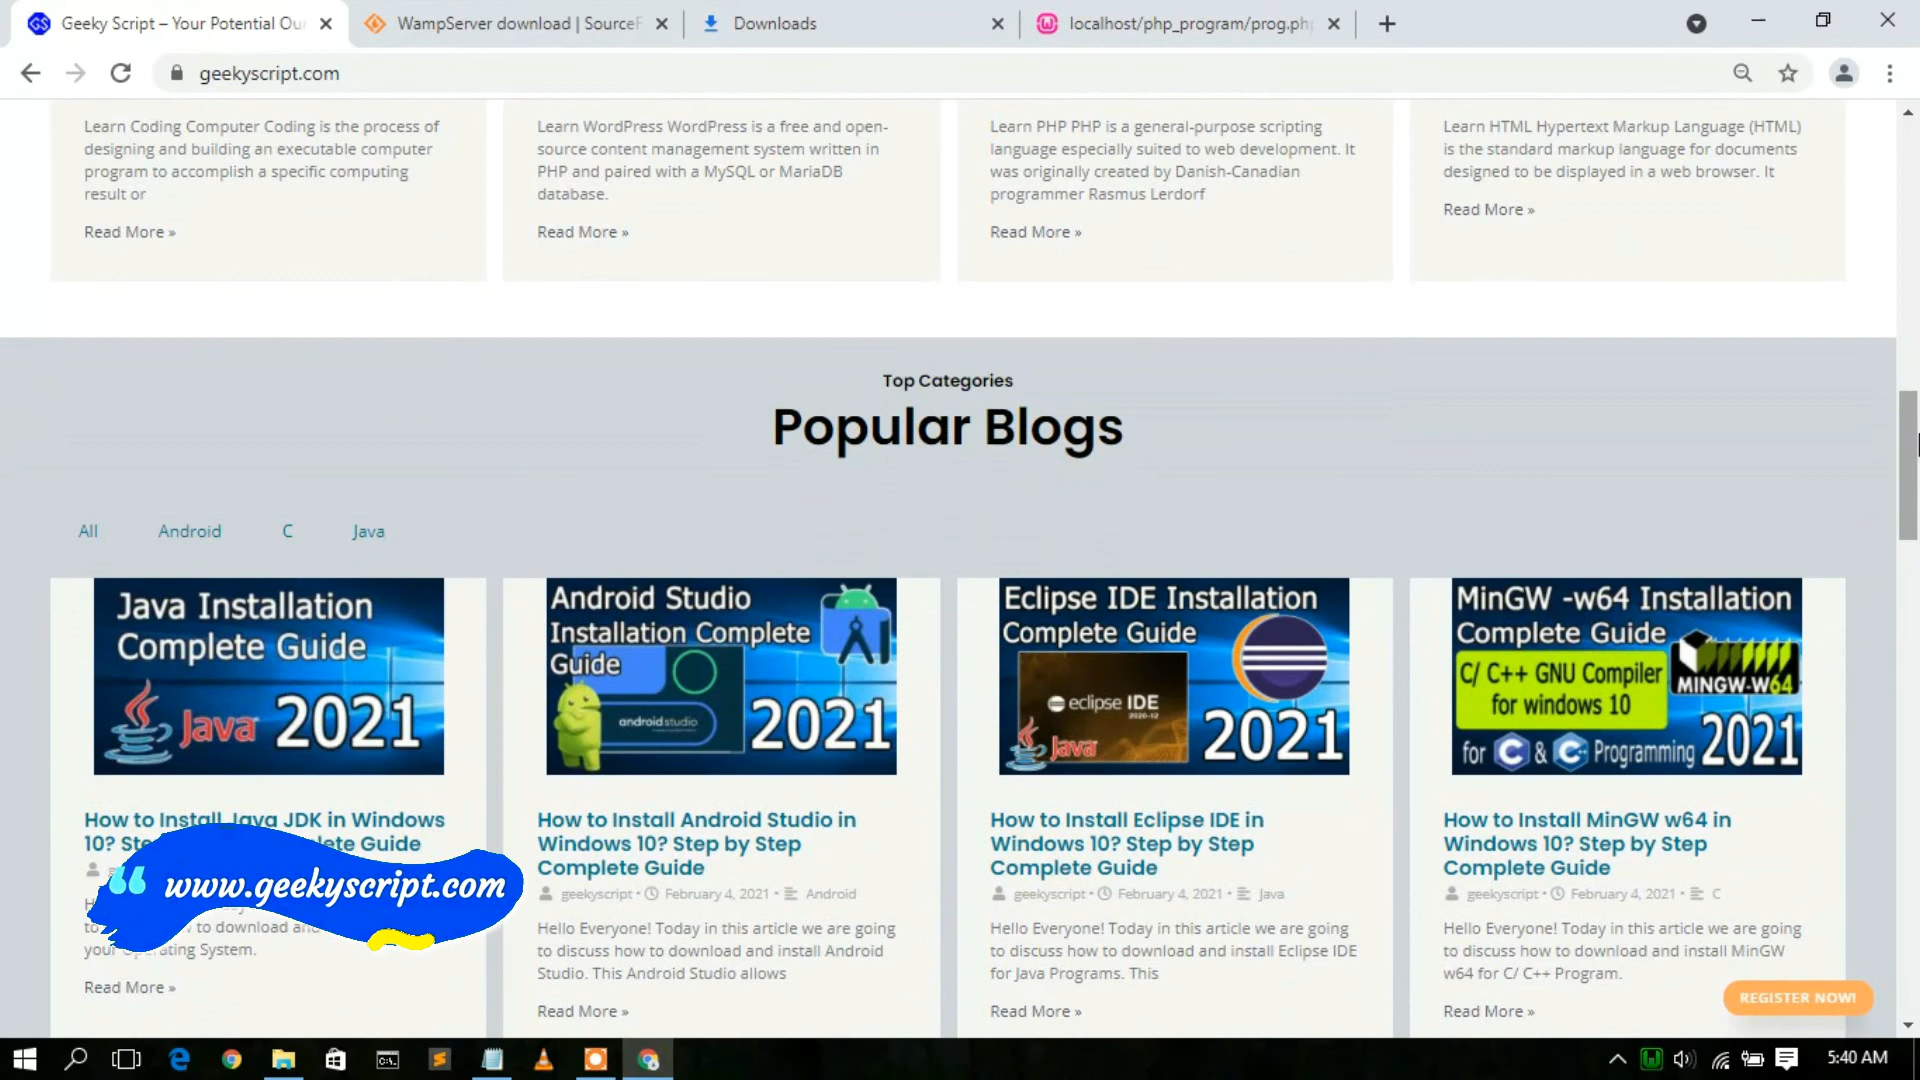 Geeky Script – Your Potential Our
WampServer download | SourceF
Downloads
localhost/php_program/prog.php
geekyscript.com
Learn Coding Computer Coding is the process of
designing and building an executable computer
program to accomplish a specific computing
result or
Read More »
Learn WordPress WordPress is a free and open-
source content management system written in
PHP and paired with a MySQL or MariaDB
database.
Read More »
Learn PHP PHP is a general-purpose scripting
language especially suited to web development. It
was originally created by Danish-Canadian
programmer Rasmus Lerdorf
Read More »
Learn HTML Hypertext Markup Language (HTML)
is the standard markup language for documents
designed to be displayed in a web browser. It
Read More »
Top Categories
Popular Blogs
All Android C Java
Java Installation
Complete Guide
Java 2021
How to Install Java JDK in Windows
10? Ste lete Guide
to download an
your Operating System.
Read More »
Android Studio
Installation Complete
Guide
androidstudio
2021
How to Install Android Studio in
Windows 10? Step by Step
Complete Guide
geekyscript • February 4, 2021 • Android
Hello Everyone! Today in this article we are going
to discuss how to download and install Android
Studio. This Android Studio allows
Read More »
Eclipse IDE Installation
Complete Guide
eclipse IDE
2020-12
Java 2021
How to Install Eclipse IDE in
Windows 10? Step by Step
Complete Guide
geekyscript • February 4, 2021 • Java
Hello Everyone! Today in this article we are going
to discuss how to download and install Eclipse IDE
for Java Programs. This
Read More »
MinGW -w64 Installation
Complete Guide
C/ C++ GNU Compiler
for windows 10
MINGW-W64
for C & C++ Programming 2021
How to Install MinGW w64 in
Windows 10? Step by Step
Complete Guide
geekyscript • February 4, 2021 • C
Hello Everyone! Today in this article we are going
to discuss how to download and install MinGW
w64 for C/ C++ Program.
Read More »
www.geekyscript.com
REGISTER NOW!
5:40 AM